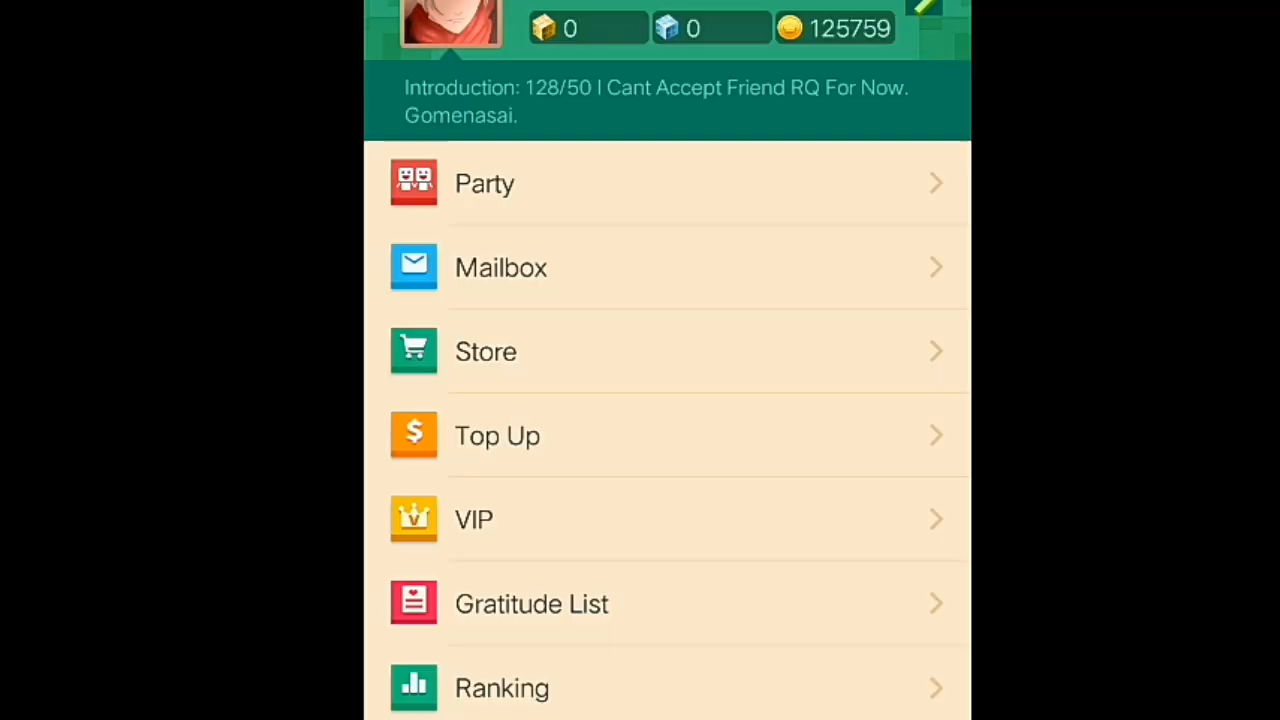 0 0 125759
Introduction: 128/50 I Cant Accept Friend RQ For Now.
Gomenasai.
Party
Mailbox
Store
Top Up
VIP
Gratitude List
Ranking